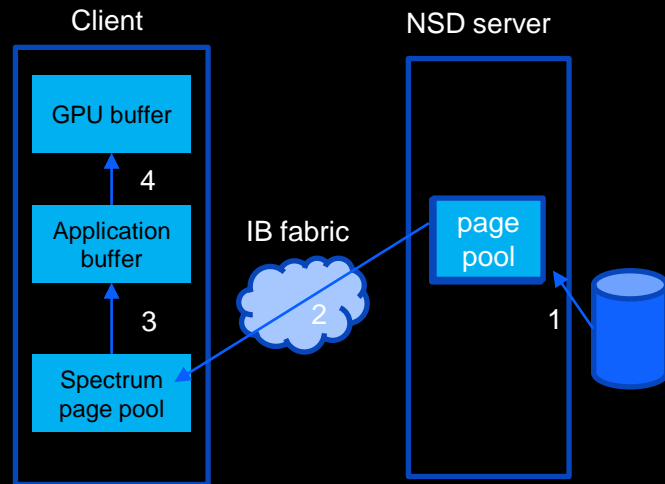 Client
NSD server
GPU buffer
4
Application
buffer
3
Spectrum
page pool
IB fabric
2
page
pool
1